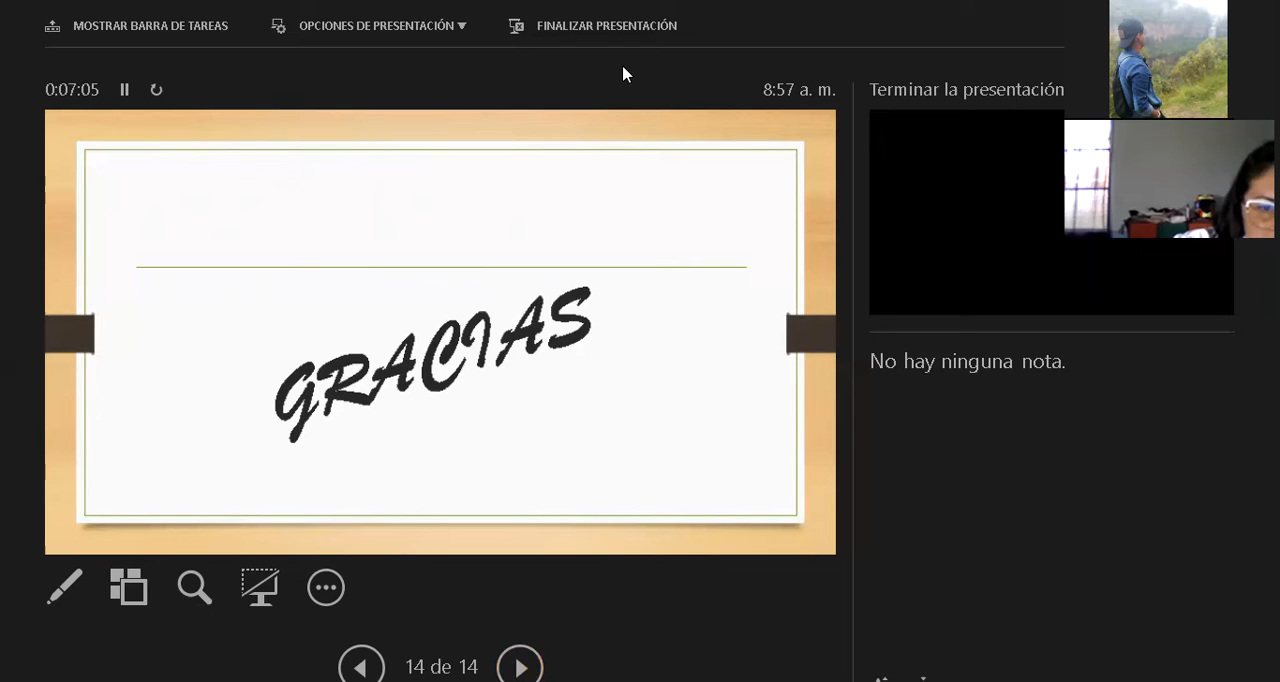 MOSTRAR BARRA DE TAREAS OPCIONES DE PRESENTACIÓN FINALIZAR PRESENTACIÓN
0:07:05 8:57 a. m. Terminar la presentación
GRACIAS
No hay ninguna nota.
14 de 14